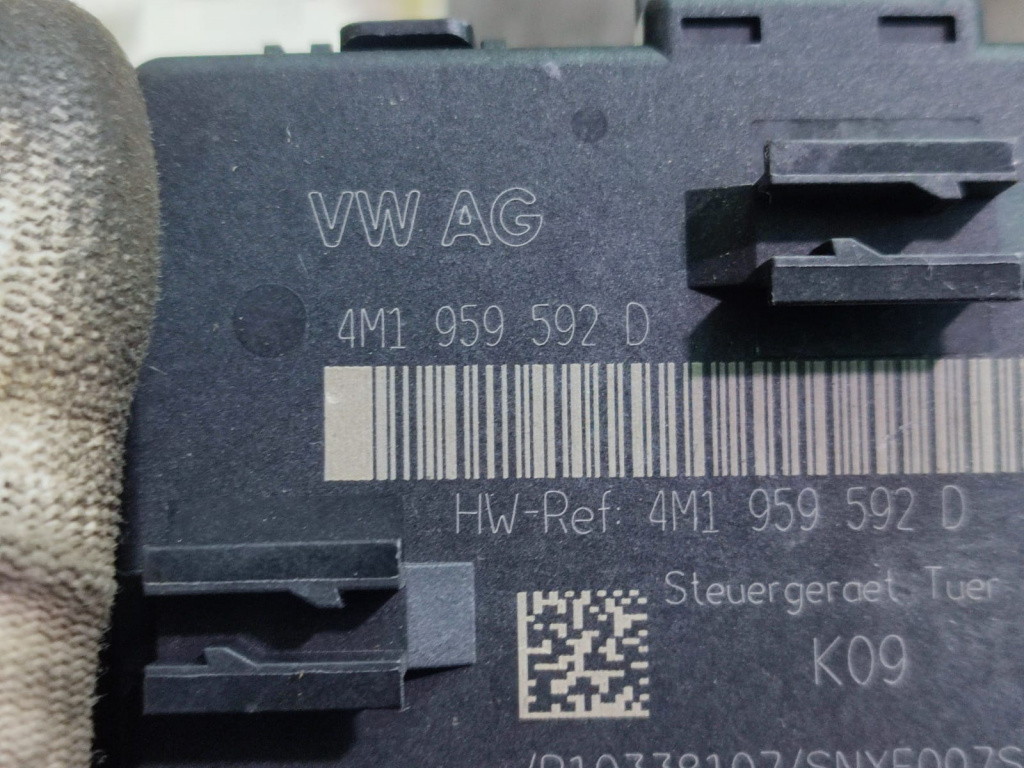 VW AG
4M1 959 592 D
HW-Ref: 4M1 959 592 D
Steuergeraet Tuer
K09